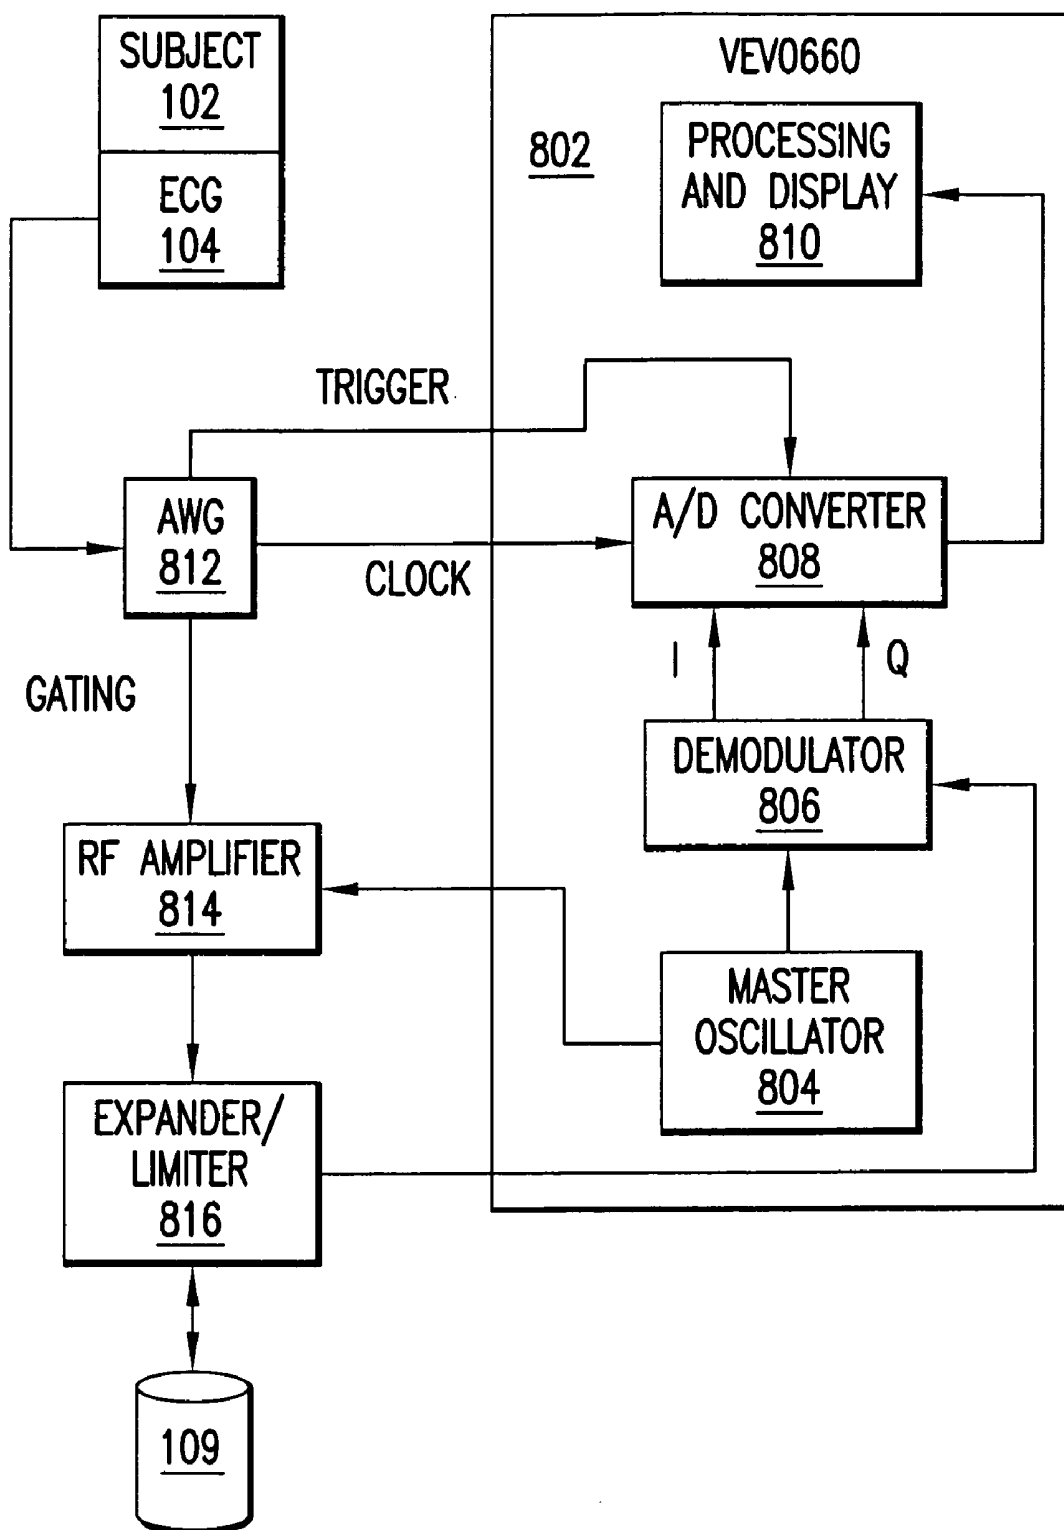 SUBJECT
102
ECG
104
VEVO660
802
PROCESSING
AND DISPLAY
810
TRIGGER
AWG
812
CLOCK
A/D CONVERTER
808
GATING
I
Q
DEMODULATOR
806
RF AMPLIFIER
814
MASTER
OSCILLATOR
804
EXPANDER/
LIMITER
816
109